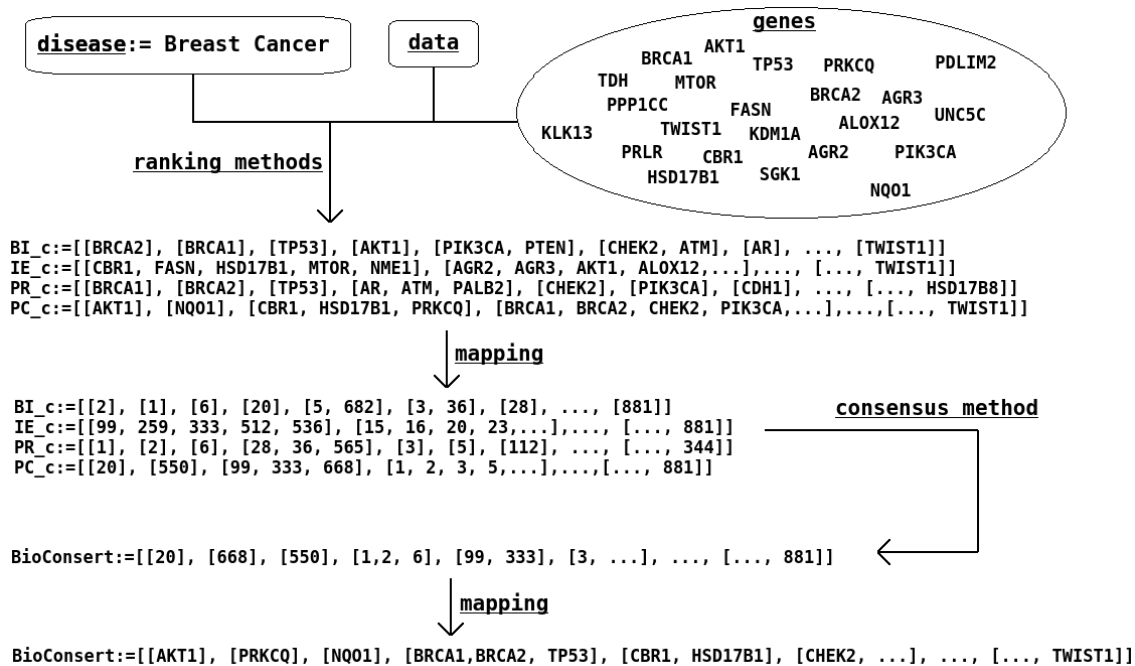 disease:= Breast Cancer
data
genes
AKT1
BRCA1
TP53
PRKCQ
PDLIM2
TDH
MTOR
BRCA2
AGR3
PPP1CC
FASN
UNC5C
KLK13
TWIST1
KDM1A
ALOX12
PRLR
CBR1
AGR2
PIK3CA
HSD17B1
SGK1
NQO1
ranking methods
BI_c:=[[BRCA2], [BRCA1], [TP53], [AKT1], [PIK3CA, PTEN], [CHEK2, ATM], [AR], ..., [TWIST1]]
IE_c:=[[CBR1, FASN, HSD17B1, MTOR, NME1], [AGR2, AGR3, AKT1, ALOX12,...],..., [..., TWIST1]]
PR_c:=[[BRCA1], [BRCA2], [TP53], [AR, ATM, PALB2], [CHEK2], [PIK3CA], [CDH1], ..., [..., HSD17B8]]
PC_c:=[[AKT1], [NQO1], [CBR1, HSD17B1, PRKCQ], [BRCA1, BRCA2, CHEK2, PIK3CA,...],...,[..., TWIST1]]
mapping
BI_c:=[[2], [1], [6], [20], [5, 682], [3, 36], [28], ..., [881]]
IE_c:=[[99, 259, 333, 512, 536], [15, 16, 20, 23,...],..., [..., 881]]
PR_c:=[[1], [2], [6], [28, 36, 565], [3], [5], [112], ..., [..., 344]]
PC_c:=[[20], [550], [99, 333, 668], [1, 2, 3, 5,...],...,[..., 881]]
consensus method
BioConsert:=[[20], [668], [550], [1,2, 6], [99, 333], [3, ...], ..., [..., 881]]
mapping
BioConsert:=[[AKT1], [PRKCQ], [NQO1], [BRCA1,BRCA2, TP53], [CBR1, HSD17B1], [CHEK2, ...], ..., [..., TWIST1]]